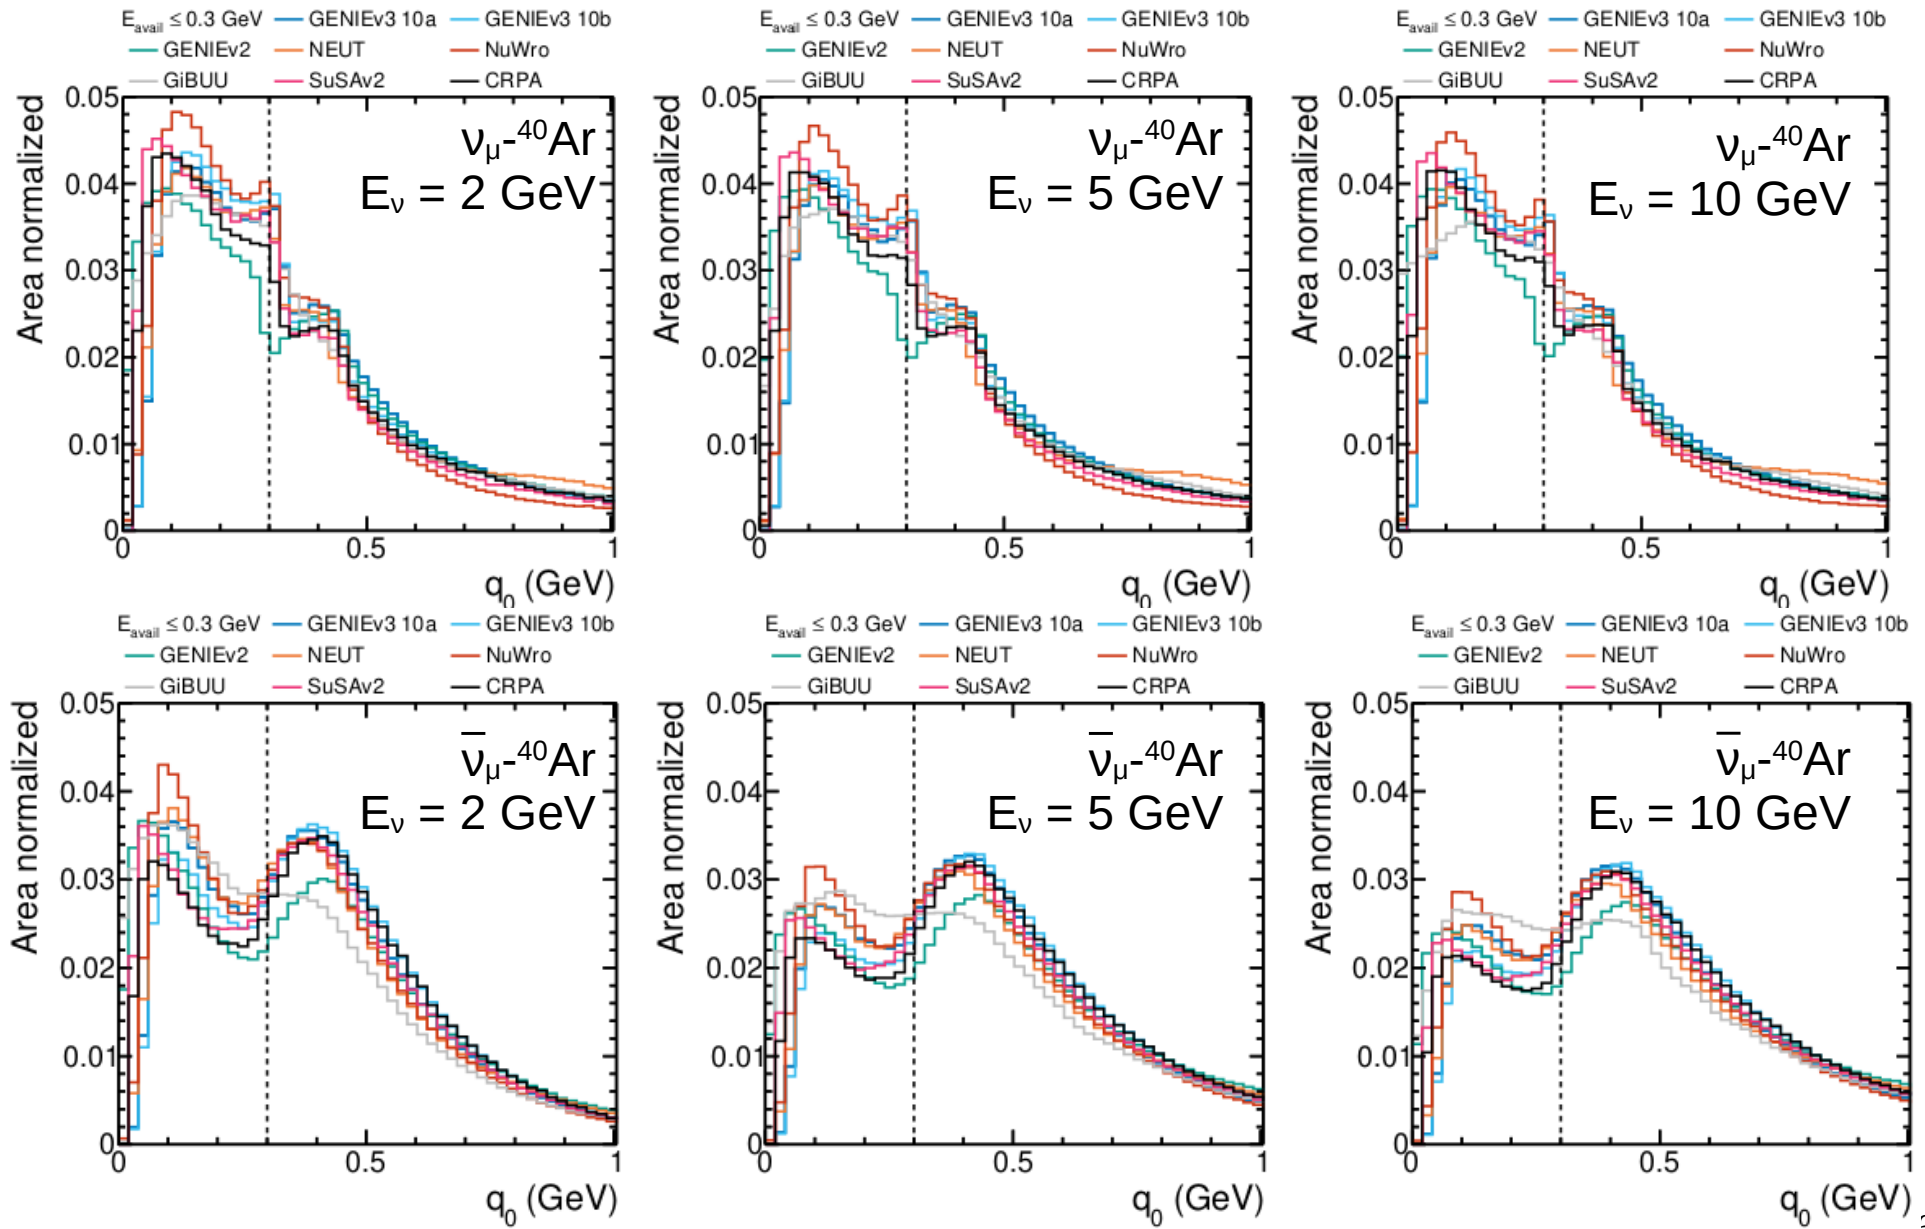 E_avail ≤ 0.3 GeV GENIEv3 10a GENIEv3 10b
GENIEv2 NEUT NuWro
GiBUU SuSAv2 CRPA
Area normalized
0.05
0.04
0.03
0.02
0.01
0
0 0.5 1
q_0 (GeV)
ν_μ-^40Ar
E_ν = 2 GeV
E_avail ≤ 0.3 GeV GENIEv3 10a GENIEv3 10b
GENIEv2 NEUT NuWro
GiBUU SuSAv2 CRPA
Area normalized
0.05
0.04
0.03
0.02
0.01
0
0 0.5 1
q_0 (GeV)
ν_μ-^40Ar
E_ν = 5 GeV
E_avail ≤ 0.3 GeV GENIEv3 10a GENIEv3 10b
GENIEv2 NEUT NuWro
GiBUU SuSAv2 CRPA
Area normalized
0.05
0.04
0.03
0.02
0.01
0
0 0.5 1
q_0 (GeV)
ν_μ-^40Ar
E_ν = 10 GeV
E_avail ≤ 0.3 GeV GENIEv3 10a GENIEv3 10b
GENIEv2 NEUT NuWro
GiBUU SuSAv2 CRPA
Area normalized
0.05
0.04
0.03
0.02
0.01
0
0 0.5 1
q_0 (GeV)
ν̅_μ-^40Ar
E_ν = 2 GeV
E_avail ≤ 0.3 GeV GENIEv3 10a GENIEv3 10b
GENIEv2 NEUT NuWro
GiBUU SuSAv2 CRPA
Area normalized
0.05
0.04
0.03
0.02
0.01
0
0 0.5 1
q_0 (GeV)
ν̅_μ-^40Ar
E_ν = 5 GeV
E_avail ≤ 0.3 GeV GENIEv3 10a GENIEv3 10b
GENIEv2 NEUT NuWro
GiBUU SuSAv2 CRPA
Area normalized
0.05
0.04
0.03
0.02
0.01
0
0 0.5 1
q_0 (GeV)
ν̅_μ-^40Ar
E_ν = 10 GeV